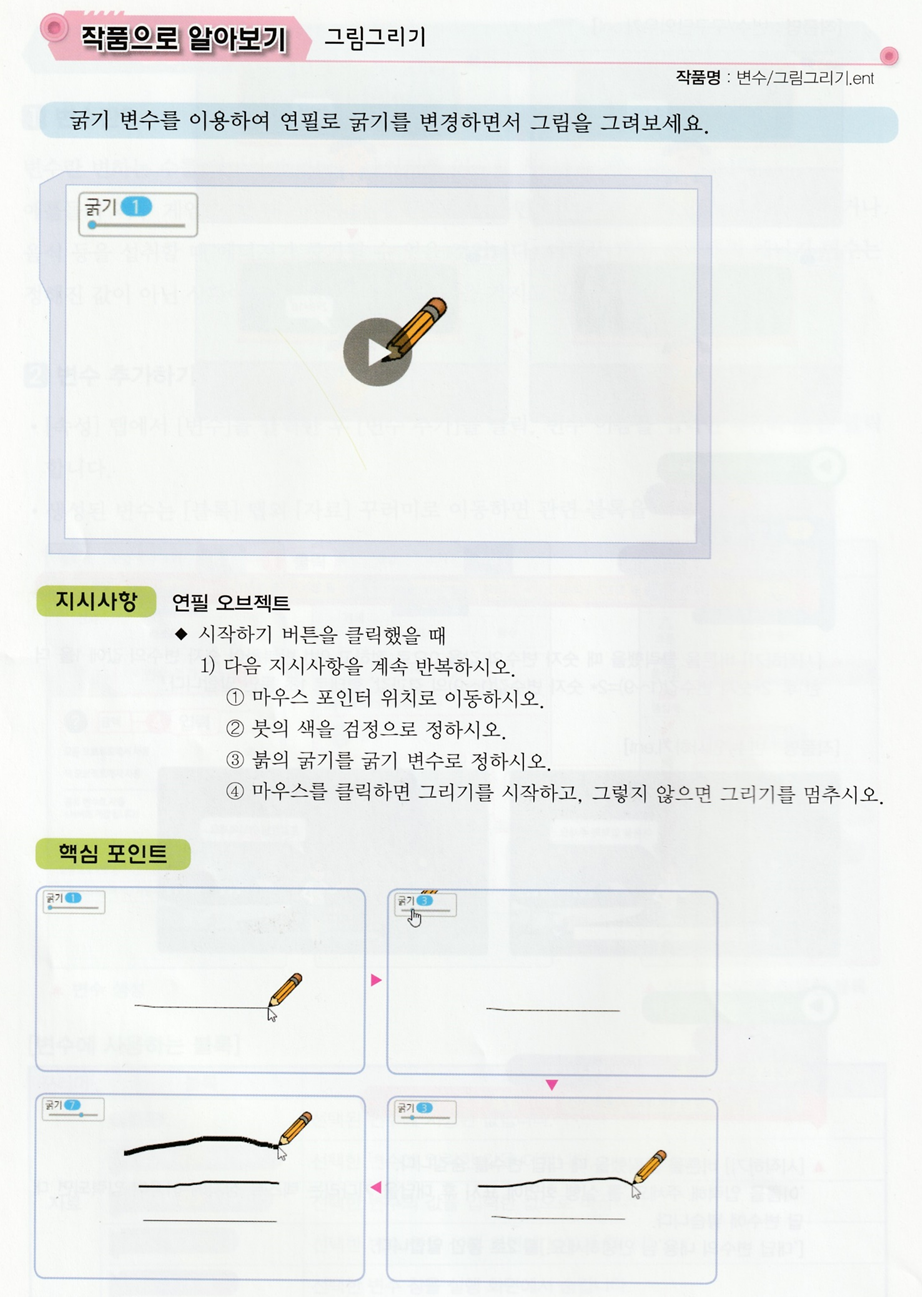 작품으로 알아보기 그림그리기
작품명 : 변수/그림그리기.ent
굵기 변수를 이용하여 연필로 굵기를 변경하면서 그림을 그려보세요.
굵기 1
지시사항 연필 오브젝트
◆ 시작하기 버튼을 클릭했을 때
1) 다음 지시사항을 계속 반복하시오.
① 마우스 포인터 위치로 이동하시오.
② 붓의 색을 검정으로 정하시오.
③ 붉의 굵기를 굵기 변수로 정하시오.
④ 마우스를 클릭하면 그리기를 시작하고, 그렇지 않으면 그리기를 멈추시오.
핵심 포인트
굵기 1
굵기 3
굵기 7
굵기 3